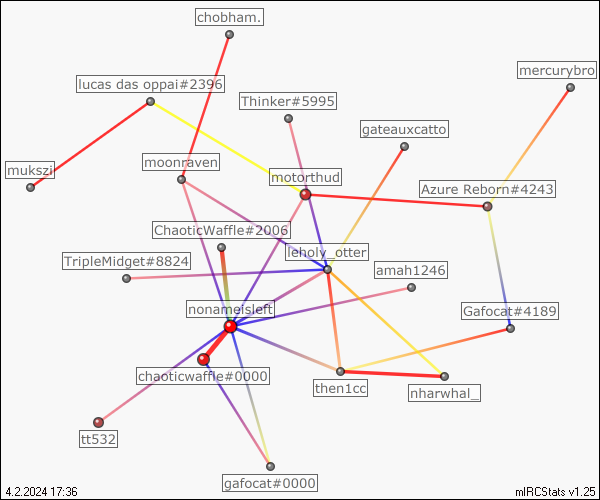 chobham.
mercurybro
lucas das oppai#2396
Thinker#5995
gateauxcatto
mukszi
moonraven
motorthud
Azure Reborn#4243
ChaoticWaffle#2006
leholy_otter
TripleMidget#8824
amah1246
nonameisleft
Gafocat#4189
chaoticwaffle#0000
then1cc
nharwhal_
tt532
gafocat#0000
4.2.2024 17:36
mIRCStats v1.25